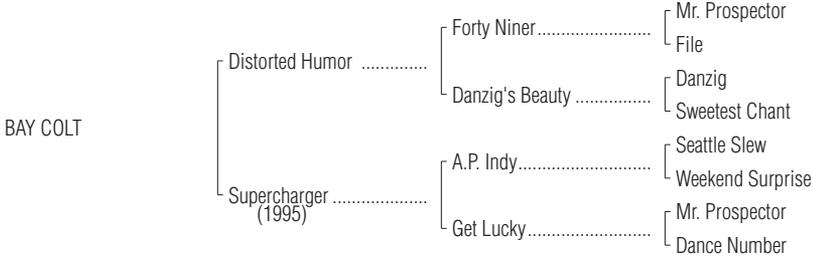 Mr. Prospector
Forty Niner........................
File
Distorted Humor ..............
Danzig
Danzig's Beauty ................
Sweetest Chant
BAY COLT
Seattle Slew
A.P. Indy............................
Weekend Surprise
Supercharger ....................
(1995)
Mr. Prospector
Get Lucky..........................
Dance Number